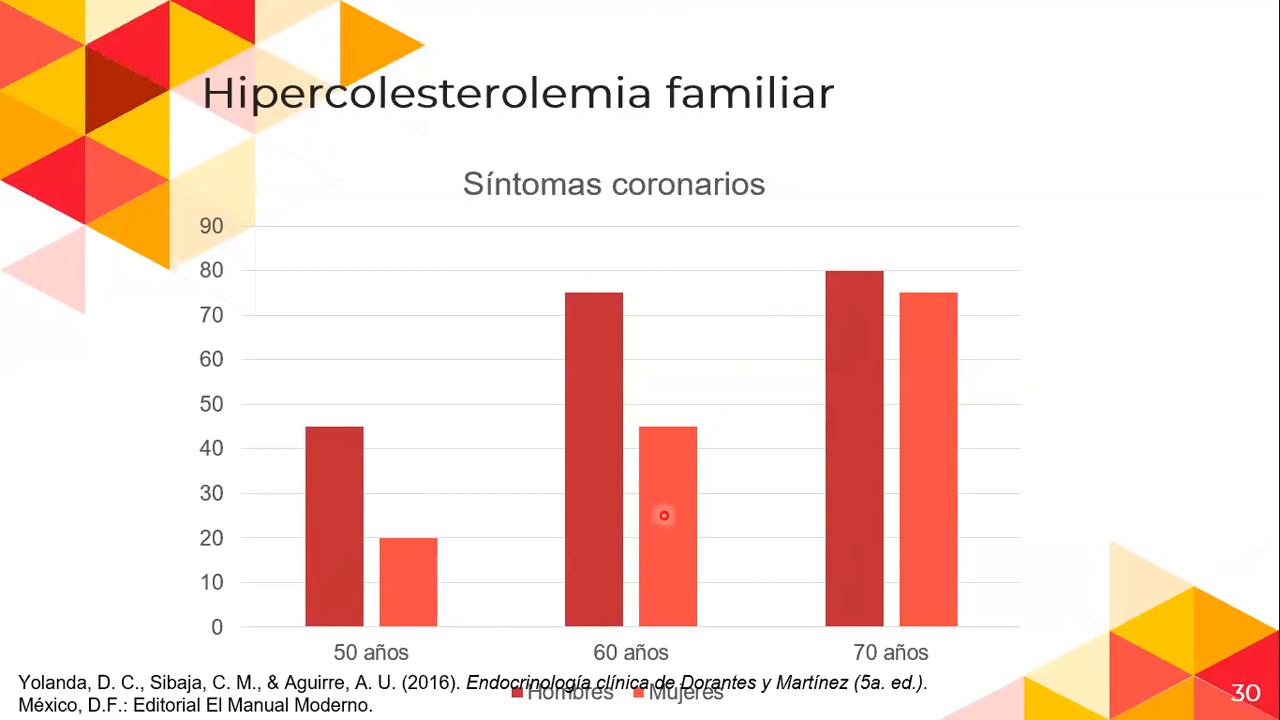 Hipercolesterolemia familiar
Síntomas coronarios
90
80
70
60
50
40
30
20
10
0
50 años 60 años 70 años
Hombres Mujeres
Yolanda, D. C., Sibaja, C. M., & Aguirre, A. U. (2016). Endocrinología clínica de Dorantes y Martínez (5a. ed.).
México, D.F.: Editorial El Manual Moderno.
30